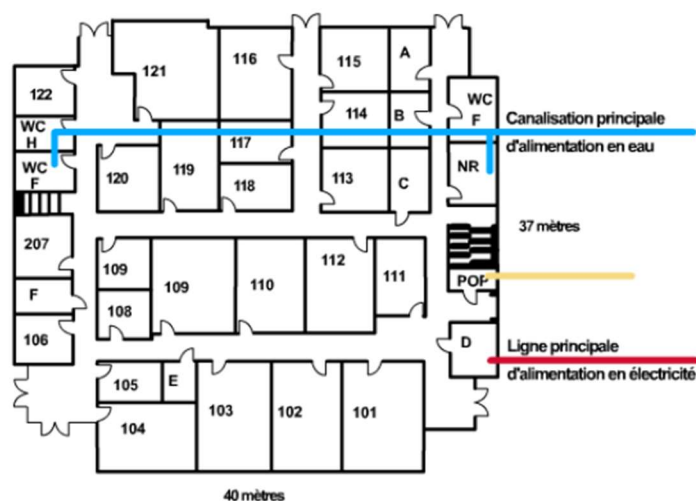 116
115
A
121
122
WC
F
Canalisation principale
114
B
WC
H
d'alimentation en eau
117
WC
F
NR
120
119
118
113
C
37 mètres
207
112
109
111
POP
F
109
110
108
106
D
Ligne principale
d'alimentation en électricité
105
E
103
102
101
104
40 mètres